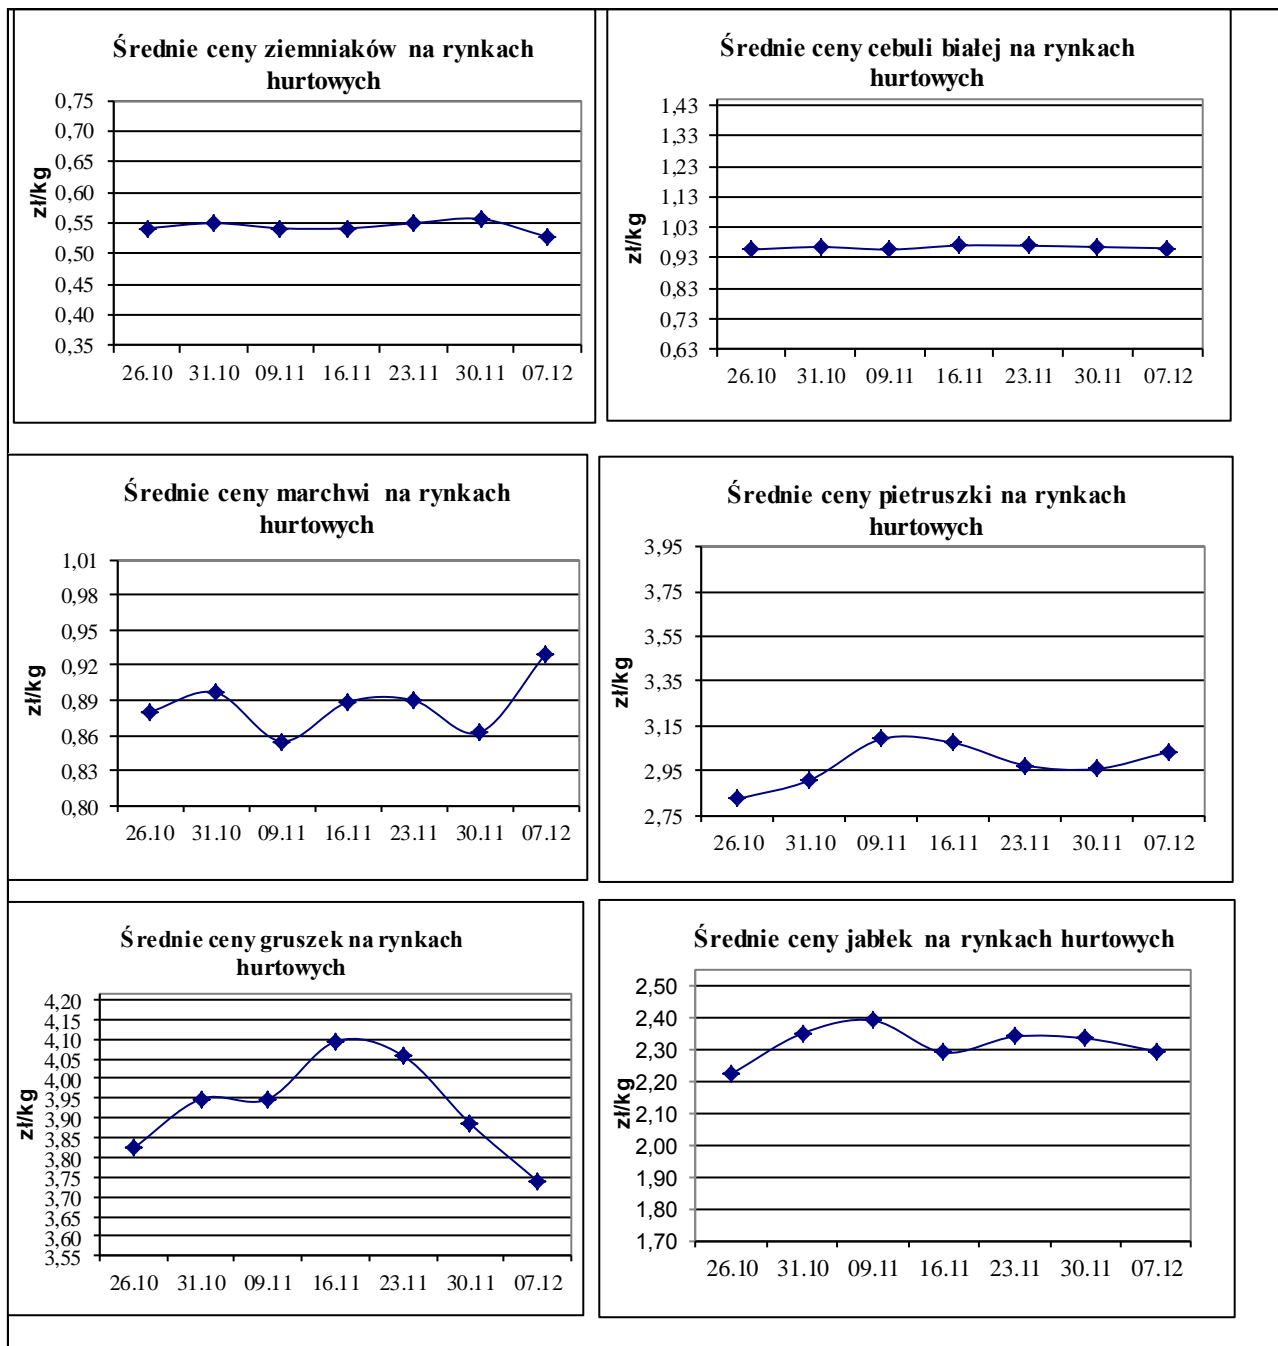 Średnie ceny ziemniaków na rynkach
hurtowych
zł/kg
0,75
0,70
0,65
0,60
0,55
0,50
0,45
0,40
0,35
26.10 31.10 09.11 16.11 23.11 30.11 07.12
Średnie ceny cebuli białej na rynkach
hurtowych
zł/kg
1,43
1,33
1,23
1,13
1,03
0,93
0,83
0,73
0,63
26.10 31.10 09.11 16.11 23.11 30.11 07.12
Średnie ceny marchwi na rynkach
hurtowych
zł/kg
1,01
0,98
0,95
0,92
0,89
0,86
0,83
0,80
26.10 31.10 09.11 16.11 23.11 30.11 07.12
Średnie ceny pietruszki na rynkach
hurtowych
zł/kg
3,95
3,75
3,55
3,35
3,15
2,95
2,75
26.10 31.10 09.11 16.11 23.11 30.11 07.12
Średnie ceny gruszek na rynkach
hurtowych
zł/kg
4,20
4,15
4,10
4,05
4,00
3,95
3,90
3,85
3,80
3,75
3,70
3,65
3,60
3,55
26.10 31.10 09.11 16.11 23.11 30.11 07.12
Średnie ceny jabłek na rynkach hurtowych
zł/kg
2,50
2,40
2,30
2,20
2,10
2,00
1,90
1,80
1,70
26.10 31.10 09.11 16.11 23.11 30.11 07.12